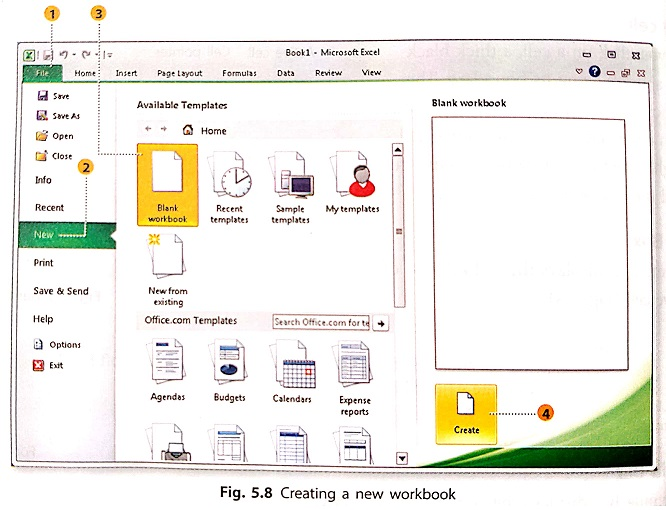 1
3
Book1 - Microsoft Excel
File Home Insert Page Layout Formulas Data Review View
Save
Save As
Open
Close
2
Info
Recent
New
Print
Save & Send
Help
Options
Exit
Available Templates
Home
Blank
workbook
Recent
templates
Sample
templates
My templates
New from
existing
Office.com Templates
Search Office.com for te
Agendas
Budgets
Calendars
Expense
reports
Blank workbook
Create
4
Fig. 5.8 Creating a new workbook